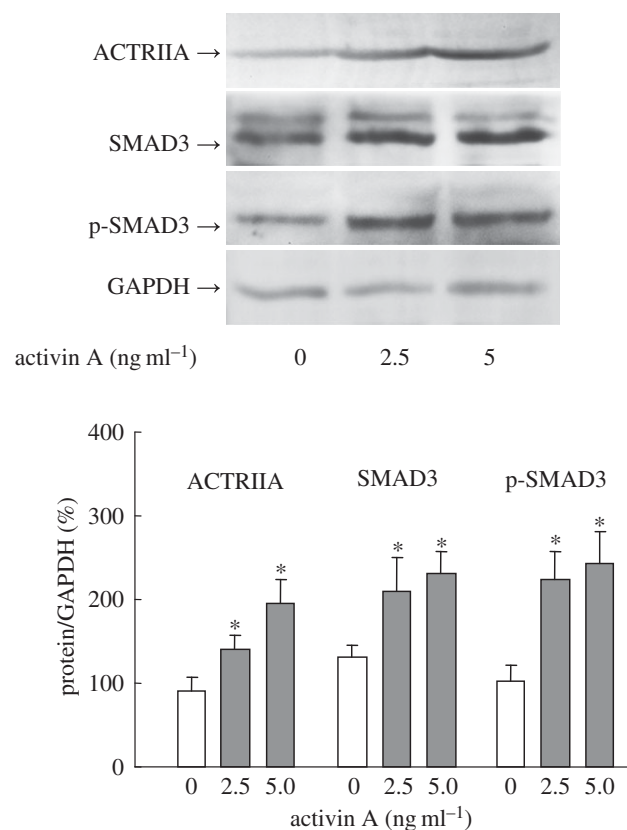 ACTRIIA →
SMAD3 →
p-SMAD3 →
GAPDH →
activin A (ng ml⁻¹) 0 2.5 5
400
300
200
100
0
protein/GAPDH (%)
ACTRIIA SMAD3 p-SMAD3
* * * * * *
0 2.5 5.0 0 2.5 5.0 0 2.5 5.0
activin A (ng ml⁻¹)